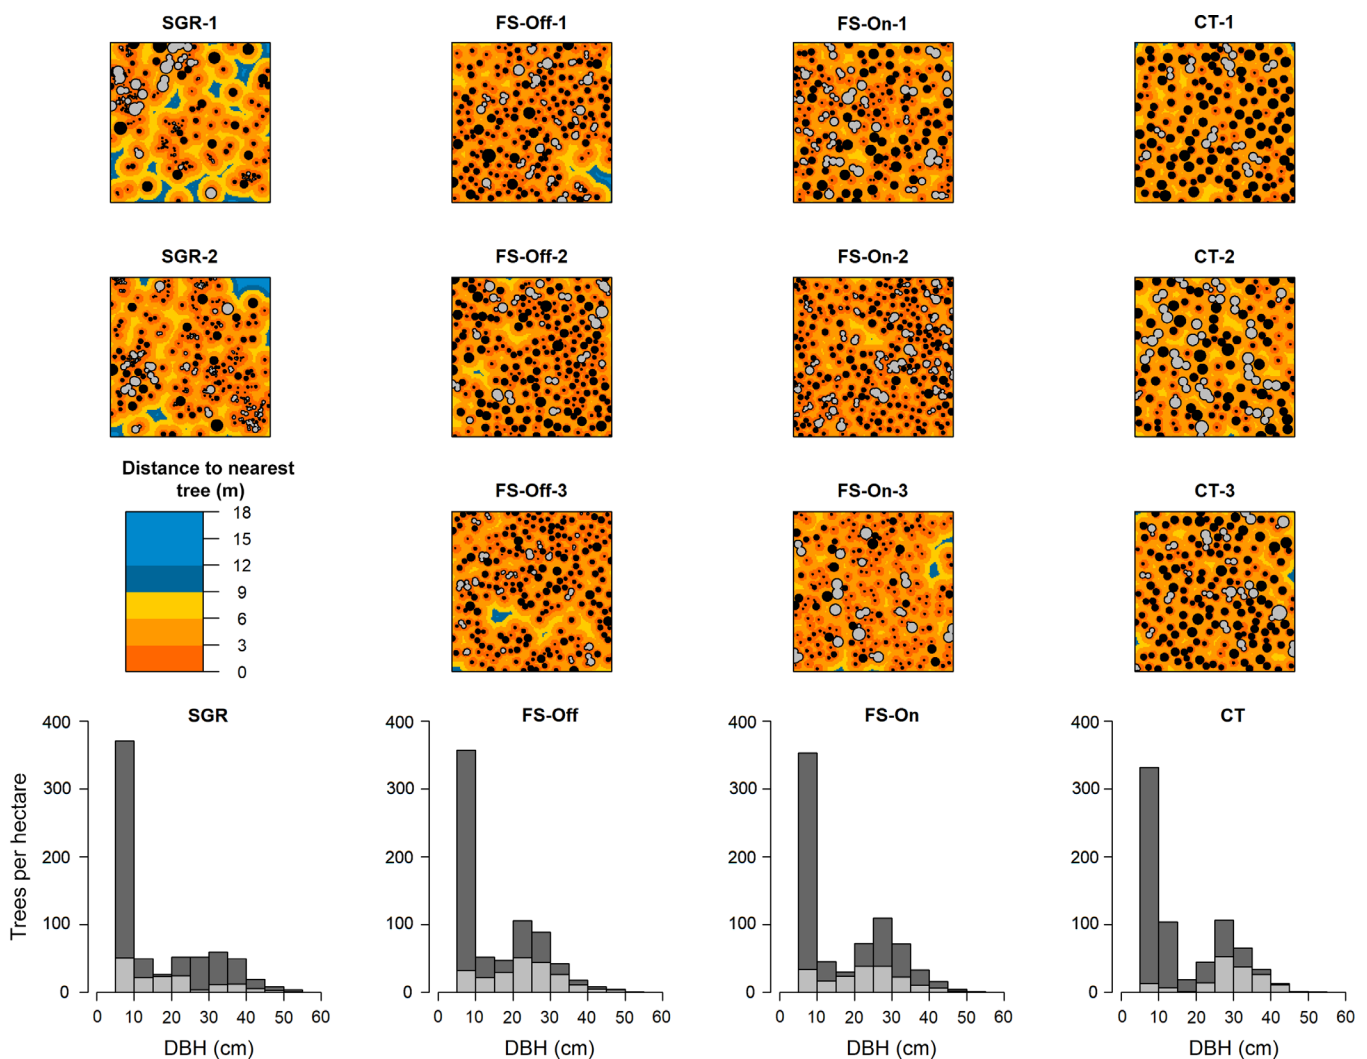 SGR-1 FS-Off-1 FS-On-1 CT-1
SGR-2 FS-Off-2 FS-On-2 CT-2
Distance to nearest
tree (m)
18
15
12
9
6
3
0
FS-Off-3 FS-On-3 CT-3
SGR FS-Off FS-On CT
Trees per hectare
400 400 400 400
300 300 300 300
200 200 200 200
100 100 100 100
0 0 0 0
0 10 20 30 40 50 60 0 10 20 30 40 50 60 0 10 20 30 40 50 60 0 10 20 30 40 50 60
DBH (cm) DBH (cm) DBH (cm) DBH (cm)